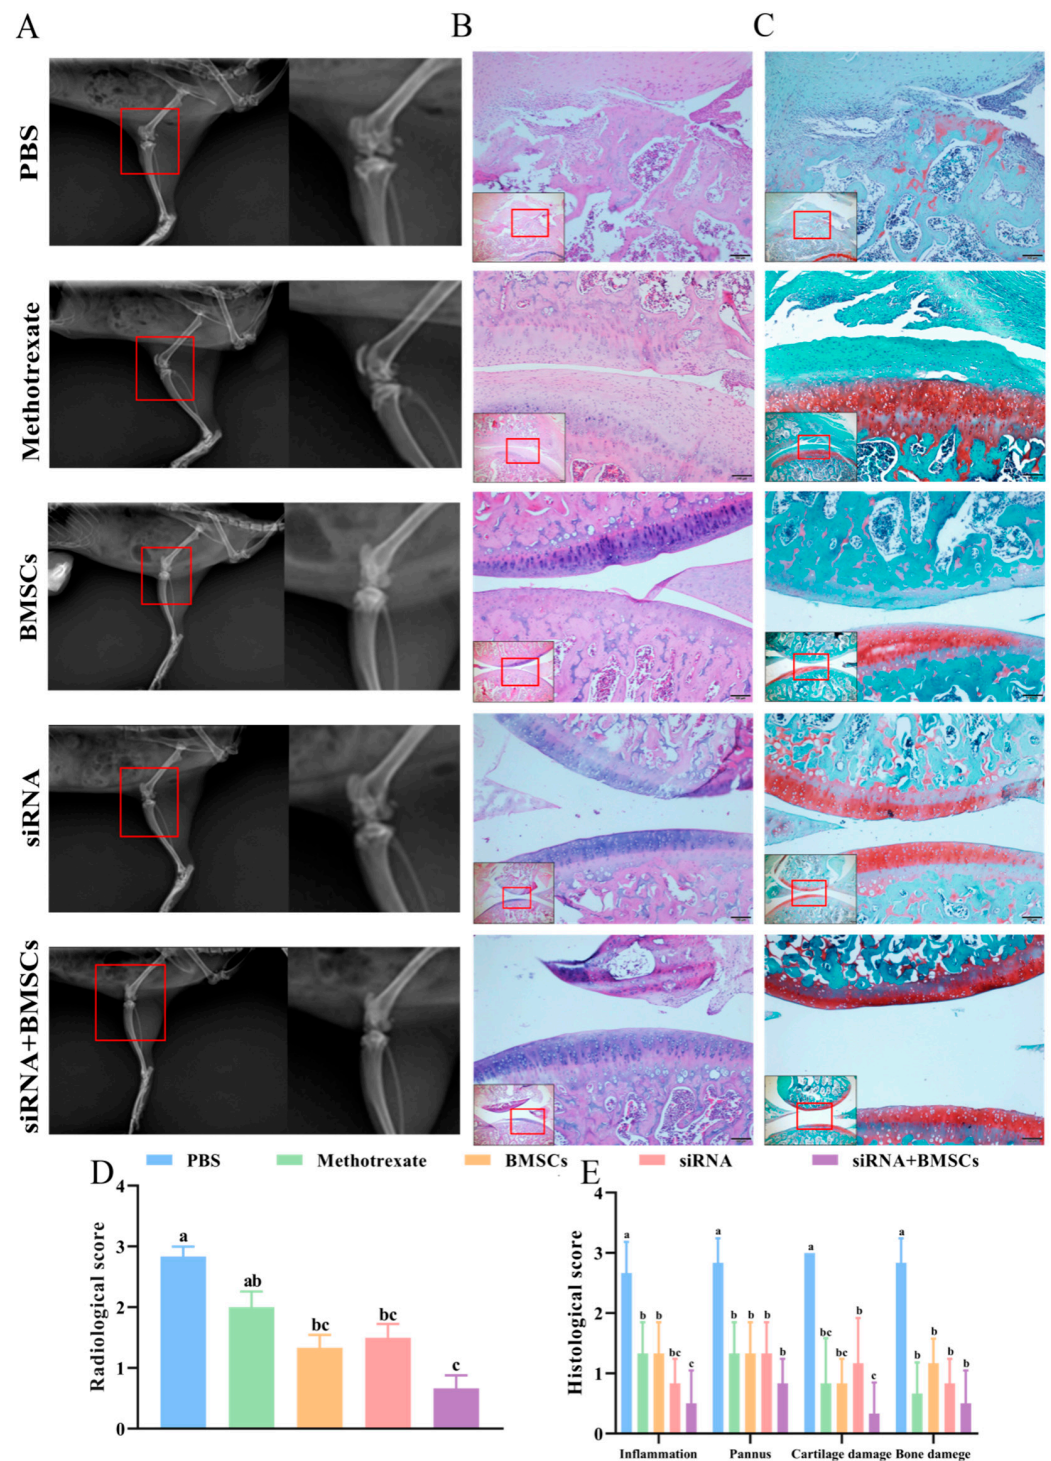 A
B
C
PBS
Methotrexate
BMSCs
siRNA
siRNA+BMSCs
PBS
Methotrexate
BMSCs
siRNA
siRNA+BMSCs
D
Radiological score
4
3
2
1
0
a
ab
bc
bc
c
E
Histological score
4
3
2
1
0
a
b
b
bc
c
a
b
b
b
b
a
bc
bc
b
c
a
b
b
b
b
Inflammation
Pannus
Cartilage damage
Bone damege